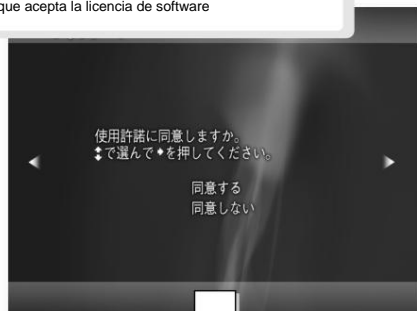 que acepta la licencia de software
使用許諾に同意しますか。
で選んで◆を押してください。
同意する
同意しない